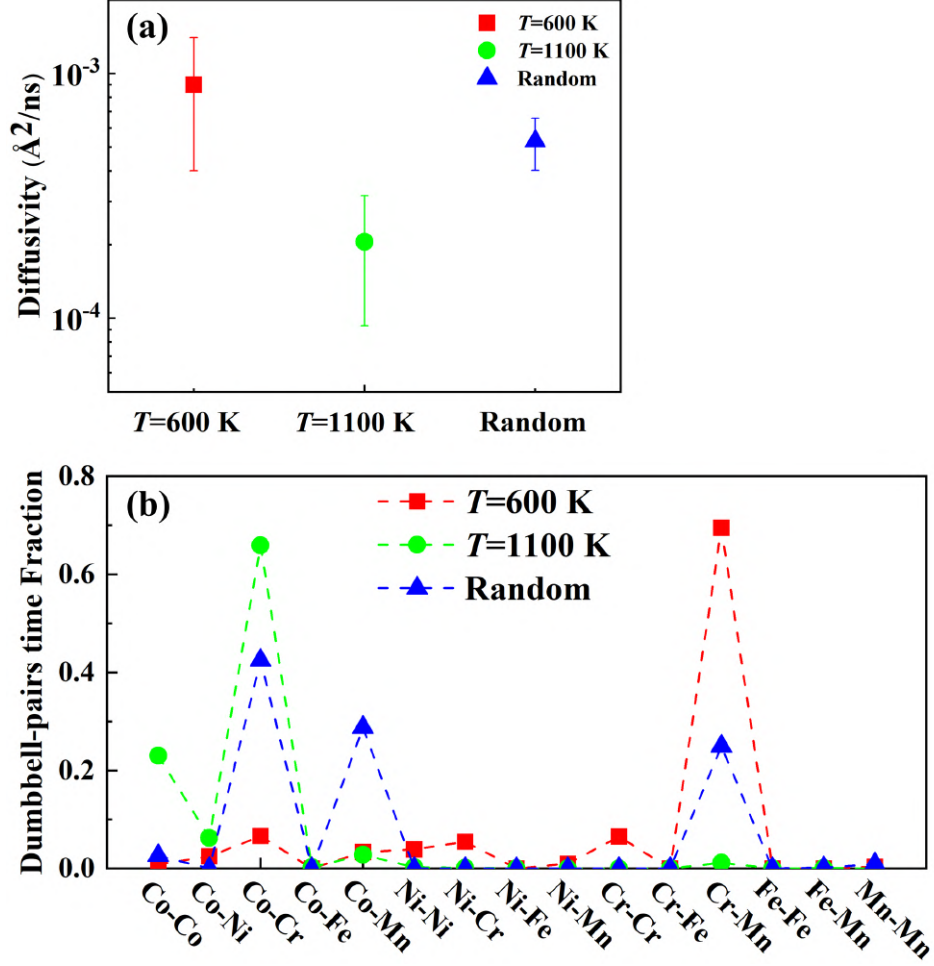 (a)
T=600 K
T=1100 K
Random
10⁻³
10⁻⁴
Diffusivity (Å²/ns)
T=600 K T=1100 K Random
(b)
T=600 K
T=1100 K
Random
0.8
0.6
0.4
0.2
0.0
Dumbbbell-pairs time Fraction
Co-Co
Co-Ni
Co-Cr
Co-Fe
Co-Mn
Ni-Ni
Ni-Cr
Ni-Fe
Ni-Mn
Cr-Cr
Cr-Fe
Cr-Mn
Fe-Fe
Fe-Mn
Mn-Mn